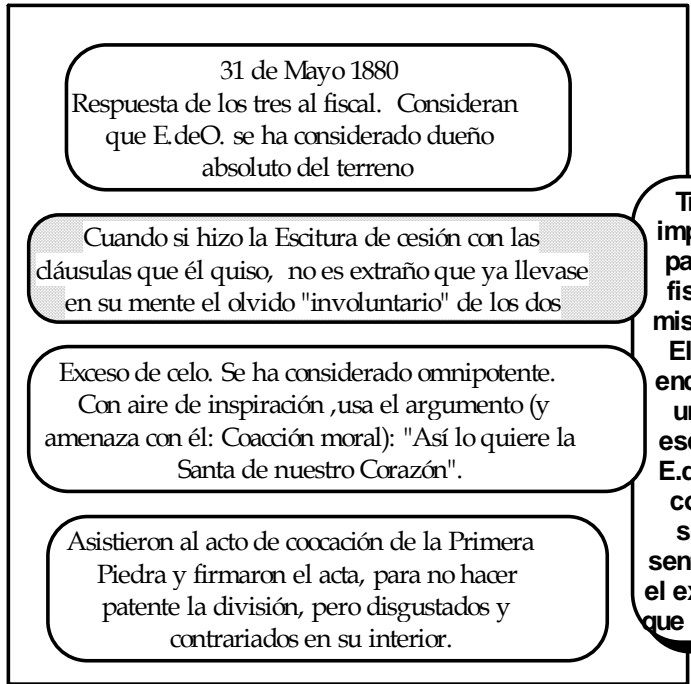 31 de Mayo 1880
Respuesta de los tres al fiscal. Consideran
que E.deO. se ha considerado dueño
absoluto del terreno
Cuando si hizo la Escitura de cesión con las
cláusulas que él quiso, no es extraño que ya llevase
en su mente el olvido "involuntario" de los dos
Exceso de celo. Se ha considerado omnipotente.
Con aire de inspiración ,usa el argumento (y
amenaza con él: Coacción moral): "Así lo quiere la
Santa de nuestro Corazón".
Asistieron al acto de coocación de la Primera
Piedra y firmaron el acta, para no hacer
patente la división, pero disgustados y
contrariados en su interior.
El
el
que